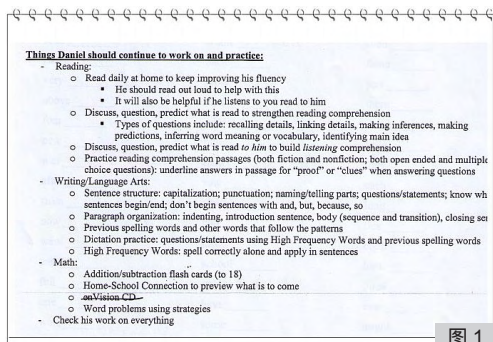 Things Daniel should continue to work on and practice:
- Reading:
o Read daily at home to keep improving his fluency
▪ He should read out loud to help with this
▪ It will also be helpful if he listens to you read to him
o Discuss, question, predict what is read to strengthen reading comprehension
▪ Types of questions include: recalling details, linking details, making inferences, making
predictions, inferring word meaning or vocabulary, identifying main idea
o Discuss, question, predict what is read to him to build listening comprehension
o Practice reading comprehension passages (both fiction and nonfiction; both open ended and multiple
choice questions): underline answers in passage for “proof” or “clues” when answering questions
- Writing/Language Arts:
o Sentence structure: capitalization; punctuation; naming/telling parts; questions/statements; know wh
sentences begin/end; don’t begin sentences with and, but, because, so
o Paragraph organization: indenting, introduction sentence, body (sequence and transition), closing sen
o Previous spelling words and other words that follow the patterns
o Dictation practice: questions/statements using High Frequency Words and previous spelling words
o High Frequency Words: spell correctly alone and apply in sentences
- Math:
o Addition/subtraction flash cards (to 18)
o Home-School Connection to preview what is to come
o enVision CD
o Word problems using strategies
- Check his work on everything
图 1